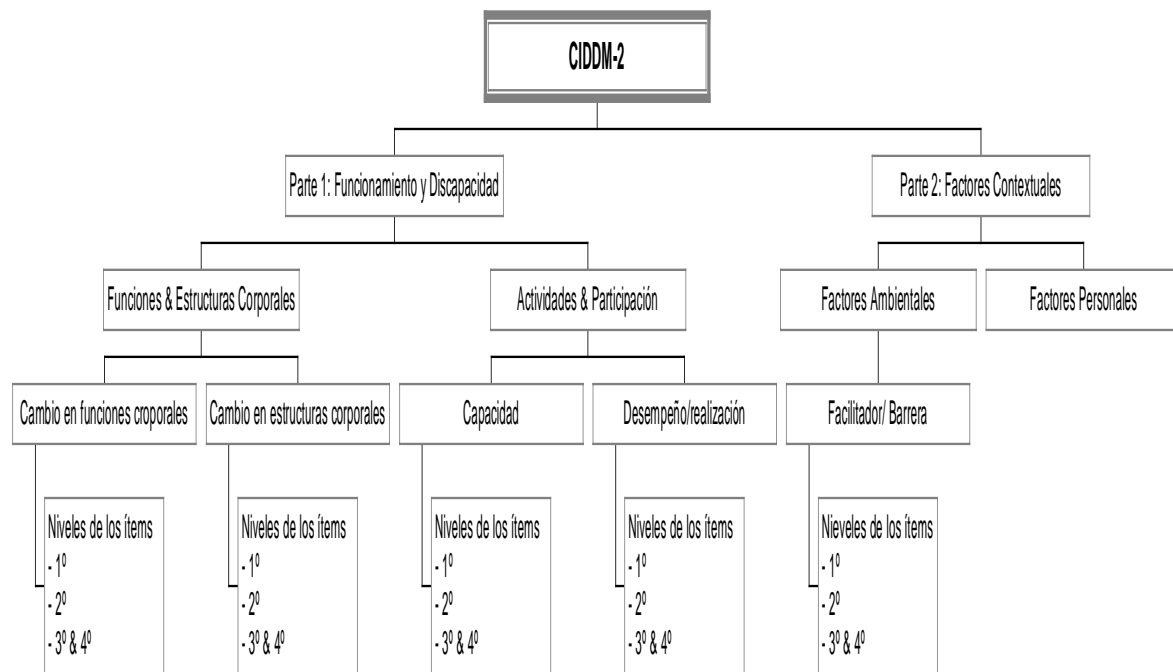 CIDDM-2
Parte 1: Funcionamiento y Discapacidad
Parte 2: Factores Contextuales
Funciones & Estructuras Corporales
Actividades & Participación
Factores Ambientales
Factores Personales
Cambio en funciones croporales
Cambio en estructuras corporales
Capacidad
Desempeño/realización
Facilitador/ Barrera
Niveles de los ítems
- 1º
- 2º
- 3º & 4º
Niveles de los ítems
- 1º
- 2º
- 3º & 4º
Niveles de los ítems
- 1º
- 2º
- 3º & 4º
Niveles de los ítems
- 1º
- 2º
- 3º & 4º
Nieveles de los ítems
- 1º
- 2º
- 3º & 4º